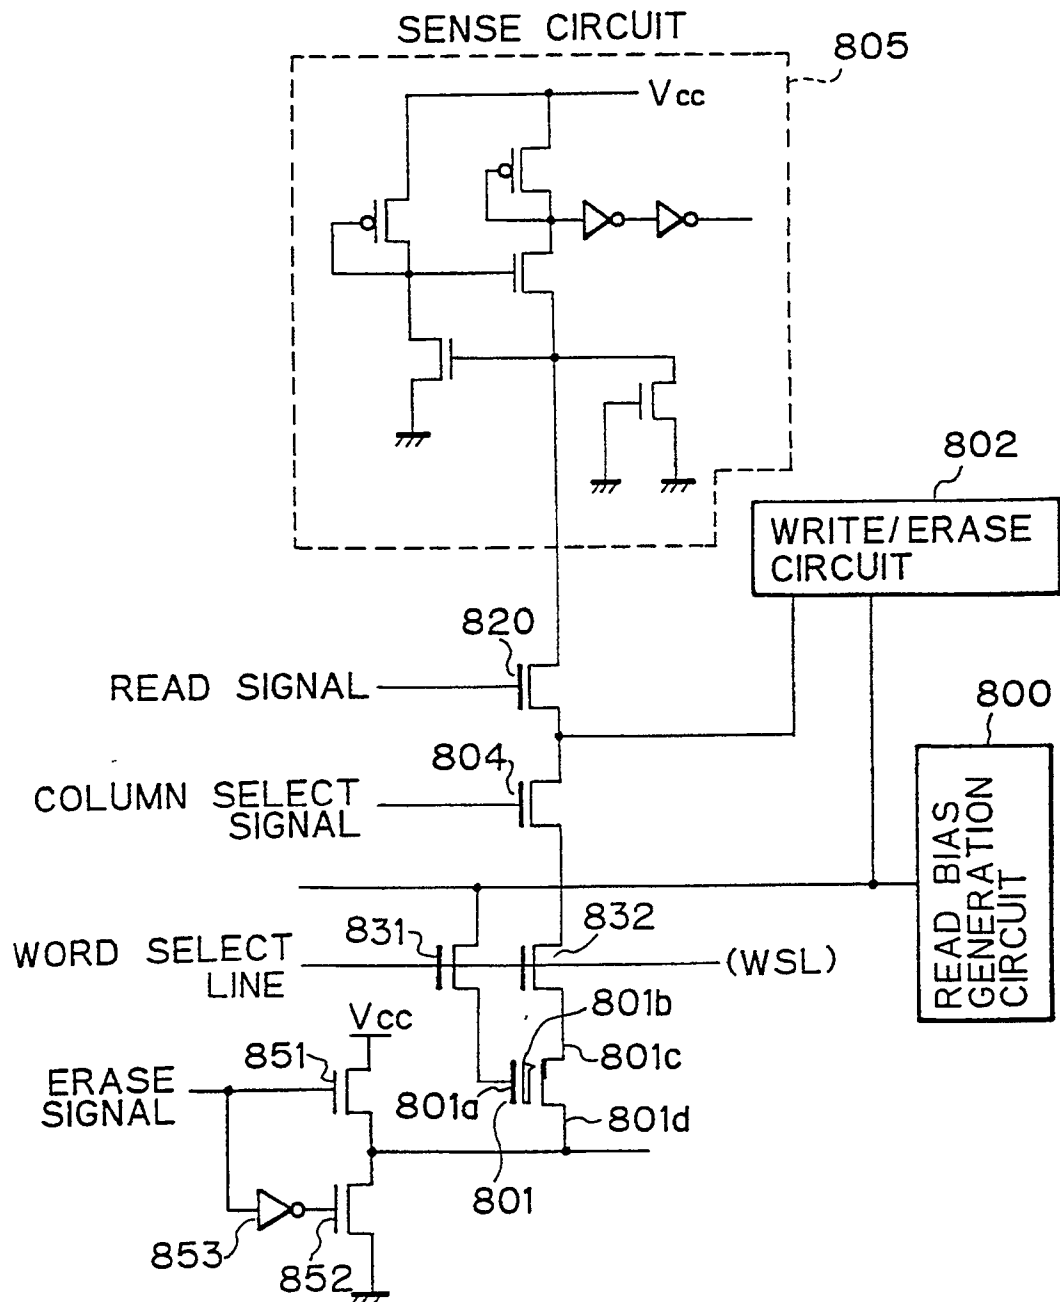 SENSE CIRCUIT
805
Vcc
802
WRITE/ERASE
CIRCUIT
820
READ SIGNAL
800
READ BIAS
GENERATION
CIRCUIT
804
COLUMN SELECT
SIGNAL
831
832
WORD SELECT
LINE
(WSL)
801b
Vcc
851
801c
ERASE
SIGNAL
801a
801d
801
853
852